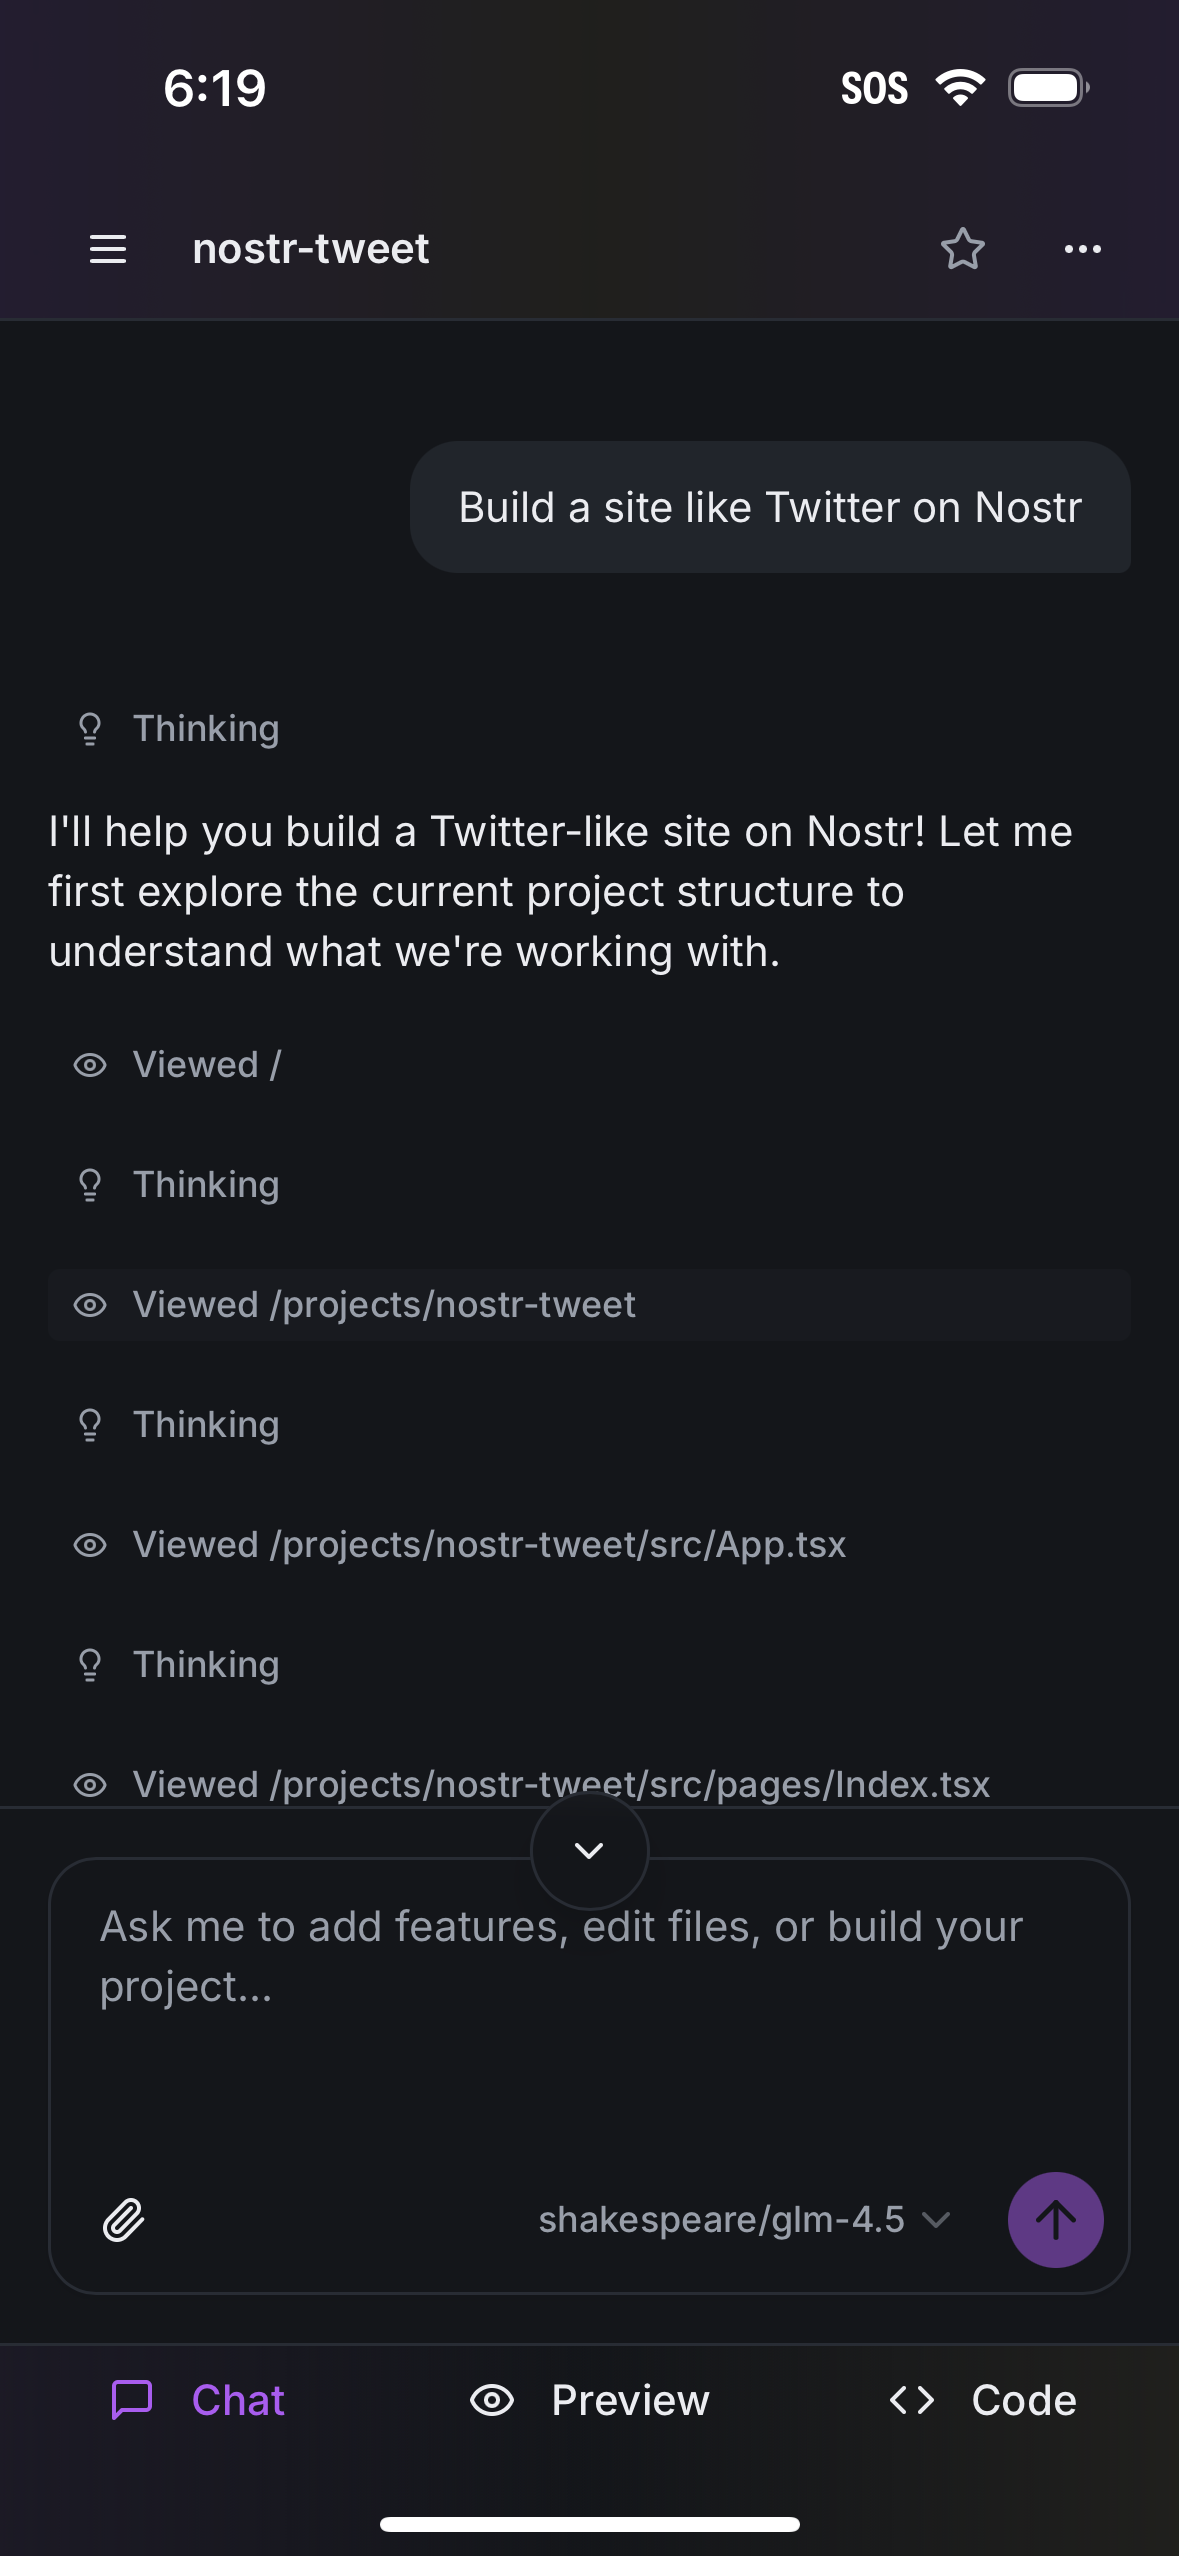 6:19
SOS
nostr-tweet
Build a site like Twitter on Nostr
Thinking
I'll help you build a Twitter-like site on Nostr! Let me
first explore the current project structure to
understand what we're working with.
Viewed /
Thinking
Viewed /projects/nostr-tweet
Thinking
Viewed /projects/nostr-tweet/src/App.tsx
Thinking
Viewed /projects/nostr-tweet/src/pages/Index.tsx
Ask me to add features, edit files, or build your
project...
shakespeare/glm-4.5
Chat
Preview
Code